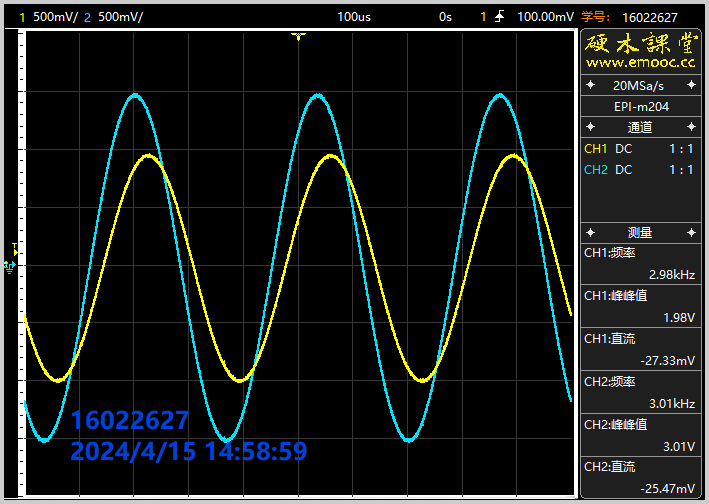 1 500mV/ 2 500mV/ 100us 0s 1 100.00mV 学号: 16022627
硬木課堂
www.emooc.cc
20MSa/s
EPI-m204
通道
CH1 DC 1 : 1
CH2 DC 1 : 1
测量
CH1:频率
2.98kHz
CH1:峰峰值
1.98V
CH1:直流
-27.33mV
CH2:频率
3.01kHz
CH2:峰峰值
3.01V
CH2:直流
-25.47mV
T
16022627
2024/4/15 14:58:59